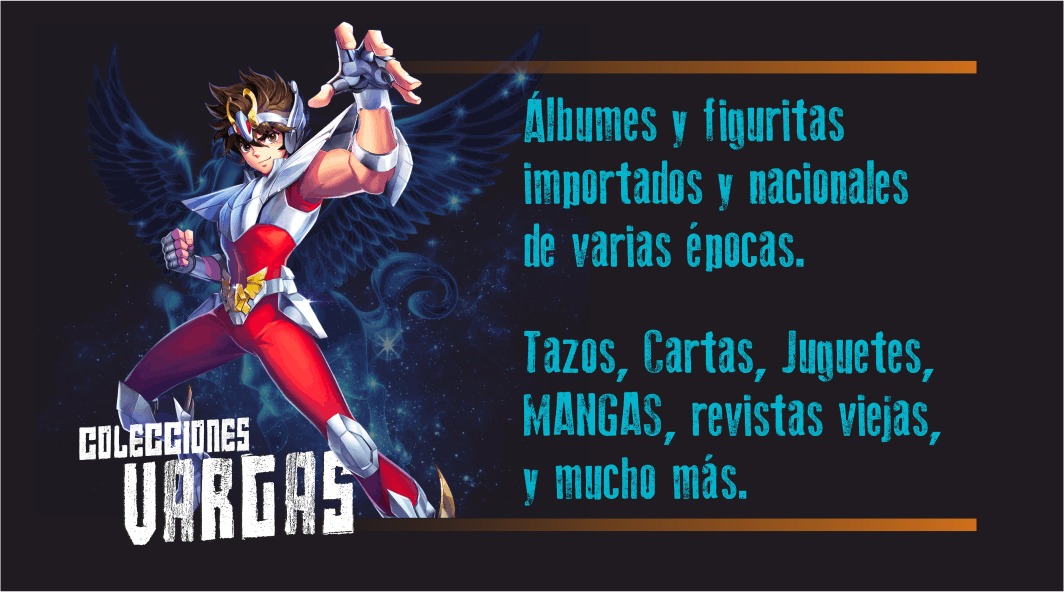 Álbumes y figuritas
importados y nacionales
de varias épocas.
Tazos, Cartas, Juguetes,
MANGAS, revistas viejas,
y mucho más.
COLECCIONES
VARGAS